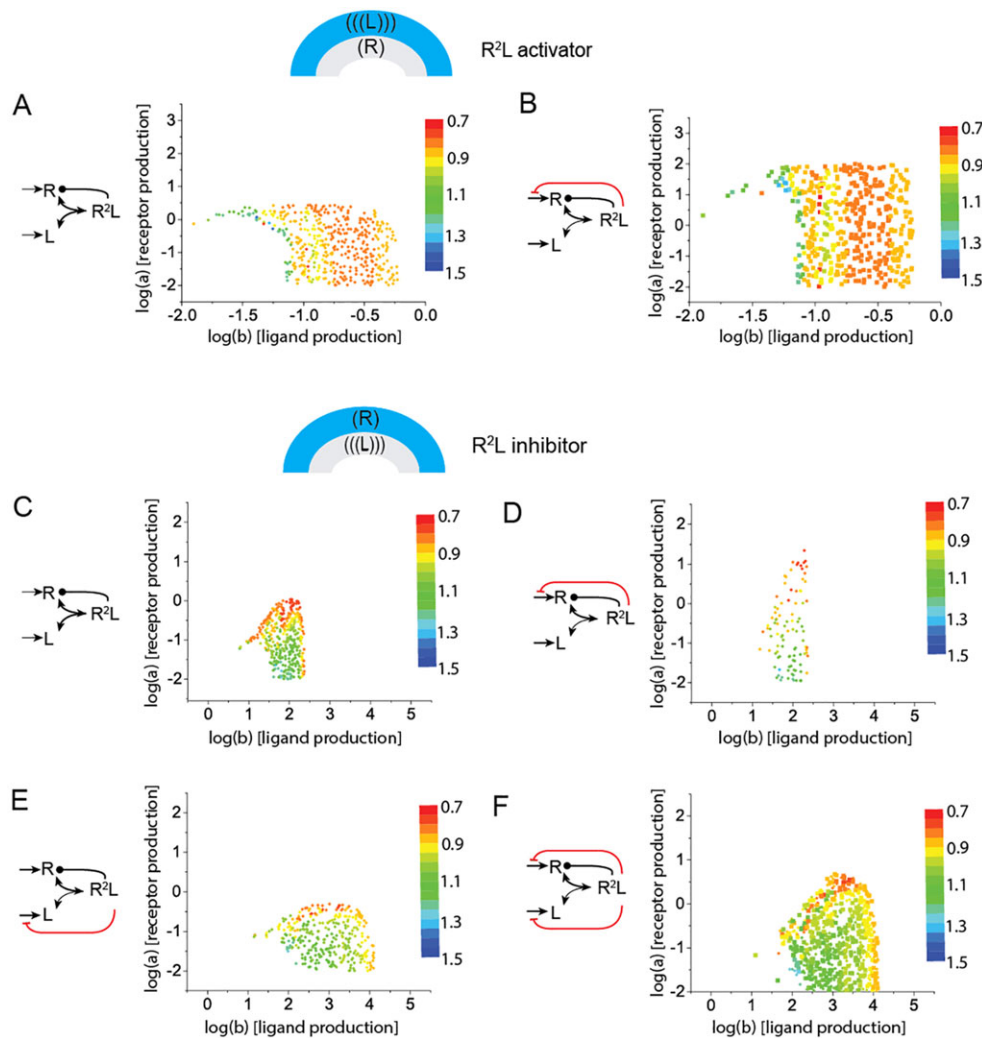 (((L)))
(R)
R²L activator
A
log(a) [receptor production]
3
2
1
0
-1
-2
-2.0 -1.5 -1.0 -0.5 0.0
log(b) [ligand production]
0.7
0.9
1.1
1.3
1.5
R
R²L
L
B
log(a) [receptor production]
3
2
1
0
-1
-2
-2.0 -1.5 -1.0 -0.5 0.0
log(b) [ligand production]
0.7
0.9
1.1
1.3
1.5
R
R²L
L
(R)
(((L)))
R²L inhibitor
C
log(a) [receptor production]
2
1
0
-1
-2
0 1 2 3 4 5
log(b) [ligand production]
0.7
0.9
1.1
1.3
1.5
R
R²L
L
D
log(a) [receptor production]
2
1
0
-1
-2
0 1 2 3 4 5
log(b) [ligand production]
0.7
0.9
1.1
1.3
1.5
R
R²L
L
E
log(a) [receptor production]
2
1
0
-1
-2
0 1 2 3 4 5
log(b) [ligand production]
0.7
0.9
1.1
1.3
1.5
R
R²L
L
F
log(a) [receptor production]
2
1
0
-1
-2
0 1 2 3 4 5
log(b) [ligand production]
0.7
0.9
1.1
1.3
1.5
R
R²L
L